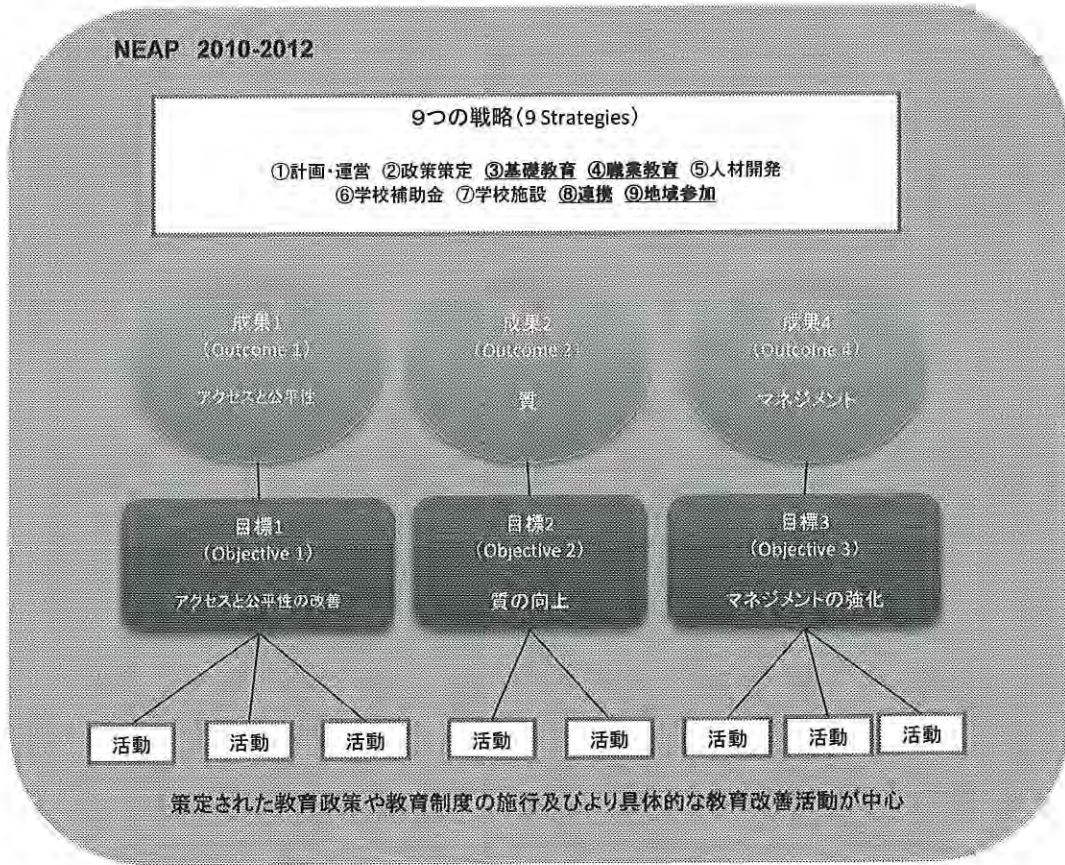 NEAP 2010-2012
9つの戦略(9 Strategies)
①計画・運営 ②政策策定 ③基礎教育 ④職業教育 ⑤人材開発
⑥学校補助金 ⑦学校施設 ⑧連携 ⑨地域参加
成果1
(Outcome 1)
アクセスと公平性
成果2
(Outcome 2)
質
成果4
(Outcome 4)
マネジメント
目標1
(Objective 1)
アクセスと公平性の改善
目標2
(Objective 2)
質の向上
目標3
(Objective 3)
マネジメントの強化
活動
活動
活動
活動
活動
活動
活動
活動
策定された教育政策や教育制度の施行及びより具体的な教育改善活動が中心